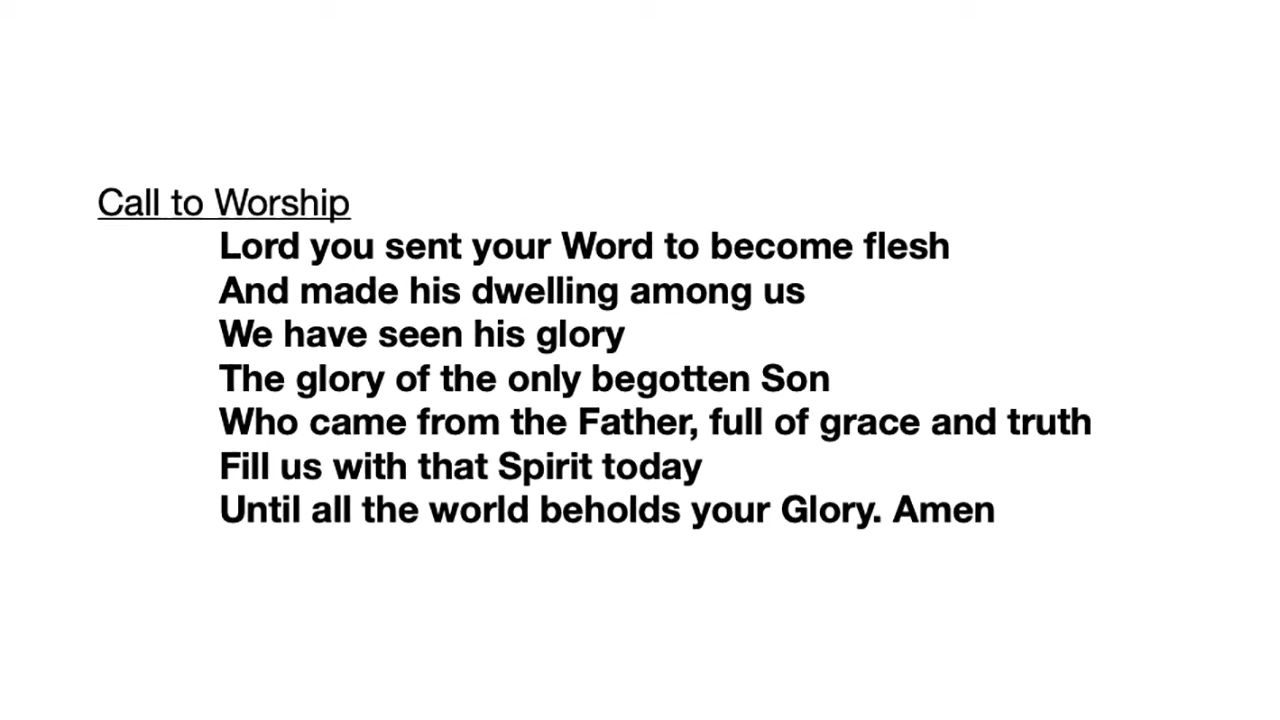 Call to Worship
Lord you sent your Word to become flesh
And made his dwelling among us
We have seen his glory
The glory of the only begotten Son
Who came from the Father, full of grace and truth
Fill us with that Spirit today
Until all the world beholds your Glory. Amen